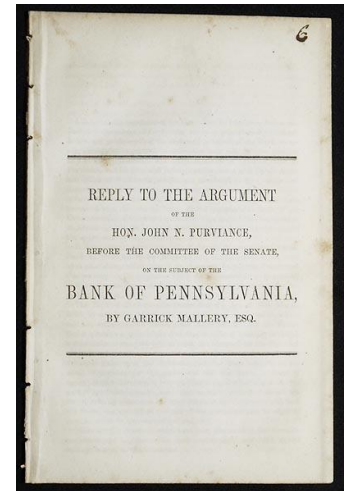 6
REPLY TO THE ARGUMENT
OF THE
HON. JOHN N. PURVIANCE,
BEFORE THE COMMITTEE OF THE SENATE,
ON THE SUBJECT OF THE
BANK OF PENNSYLVANIA,
BY GARRICK MALLERY, ESQ.